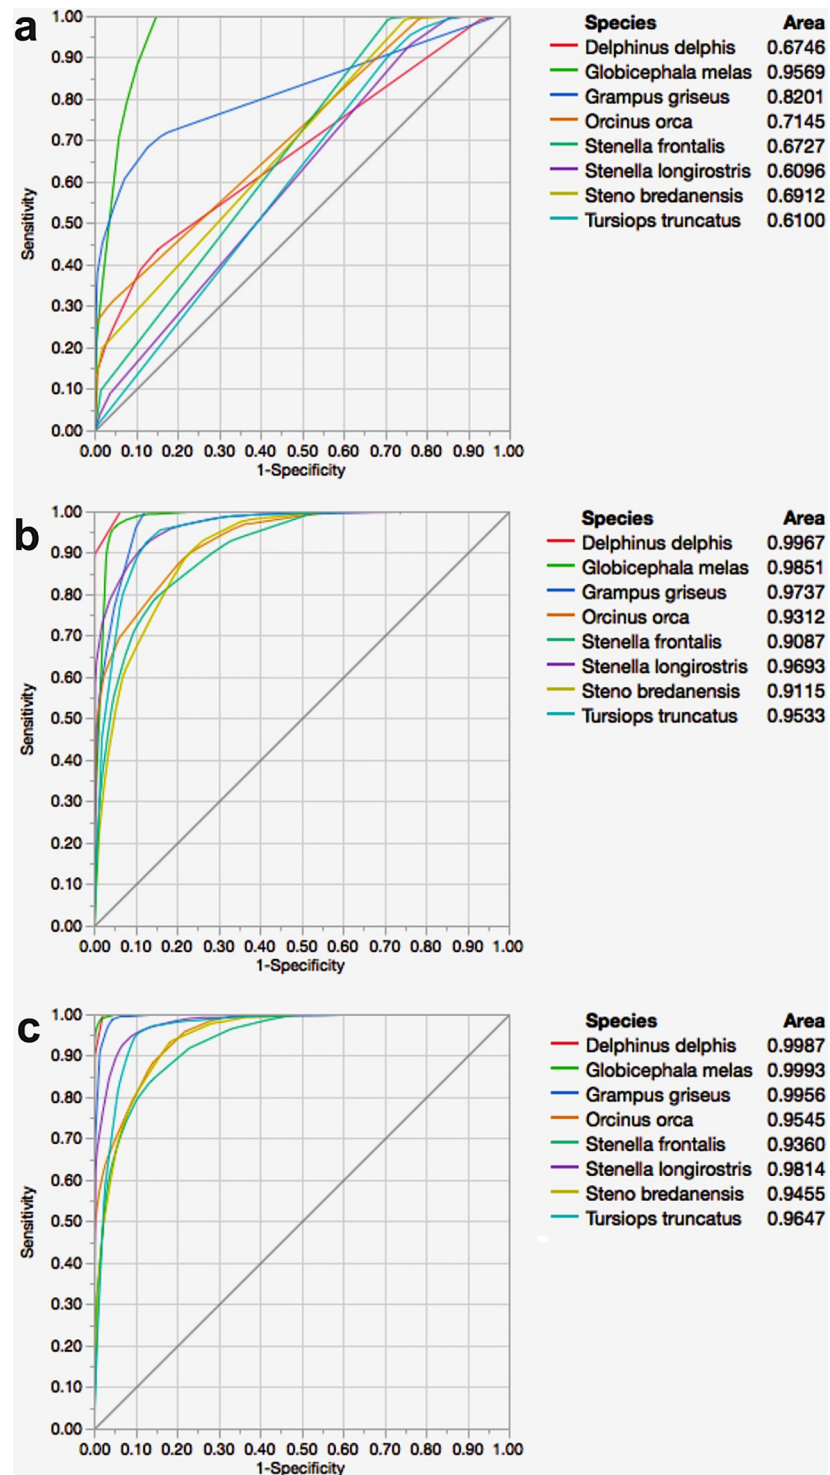 a
Species Area
Delphinus delphis 0.6746
Globicephala melas 0.9569
Grampus griseus 0.8201
Orcinus orca 0.7145
Stenella frontalis 0.6727
Stenella longirostris 0.6096
Steno bredanensis 0.6912
Tursiops truncatus 0.6100
Sensitivity
1.00
0.90
0.80
0.70
0.60
0.50
0.40
0.30
0.20
0.10
0.00
0.00 0.10 0.20 0.30 0.40 0.50 0.60 0.70 0.80 0.90 1.00
1-Specificity
b
Species Area
Delphinus delphis 0.9967
Globicephala melas 0.9851
Grampus griseus 0.9737
Orcinus orca 0.9312
Stenella frontalis 0.9087
Stenella longirostris 0.9693
Steno bredanensis 0.9115
Tursiops truncatus 0.9533
Sensitivity
1.00
0.90
0.80
0.70
0.60
0.50
0.40
0.30
0.20
0.10
0.00
0.00 0.10 0.20 0.30 0.40 0.50 0.60 0.70 0.80 0.90 1.00
1-Specificity
c
Species Area
Delphinus delphis 0.9987
Globicephala melas 0.9993
Grampus griseus 0.9956
Orcinus orca 0.9545
Stenella frontalis 0.9360
Stenella longirostris 0.9814
Steno bredanensis 0.9455
Tursiops truncatus 0.9647
Sensitivity
1.00
0.90
0.80
0.70
0.60
0.50
0.40
0.30
0.20
0.10
0.00
0.00 0.10 0.20 0.30 0.40 0.50 0.60 0.70 0.80 0.90 1.00
1-Specificity